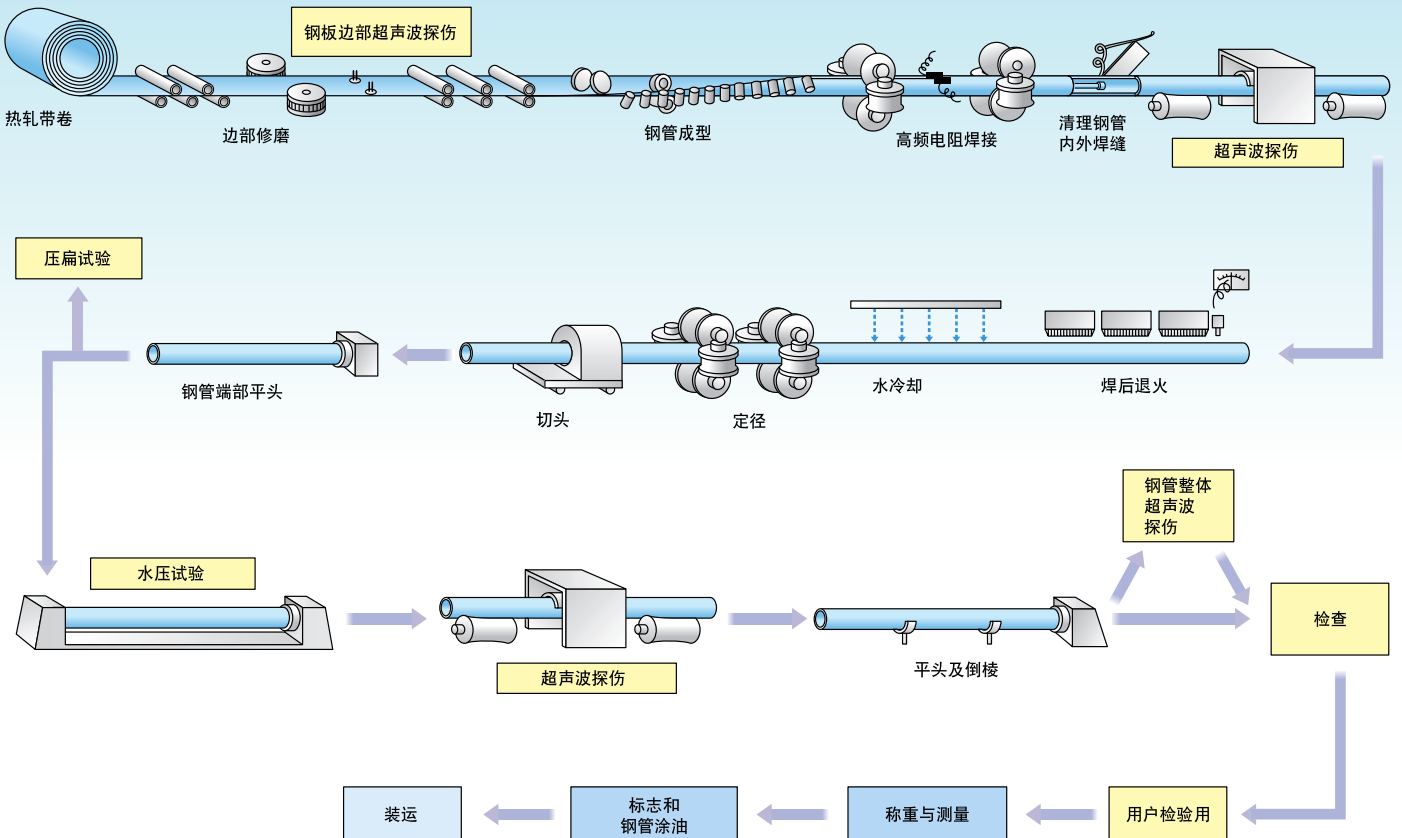 钢板边部超声波探伤
热轧带卷
边部修磨
钢管成型
高频电阻焊接
清理钢管
内外焊缝
超声波探伤
压扁试验
钢管端部平头
切头
定径
水冷却
焊后退火
钢管整体
超声波
探伤
水压试验
超声波探伤
平头及倒棱
检查
装运
标志和
钢管涂油
称重与测量
用户检验用